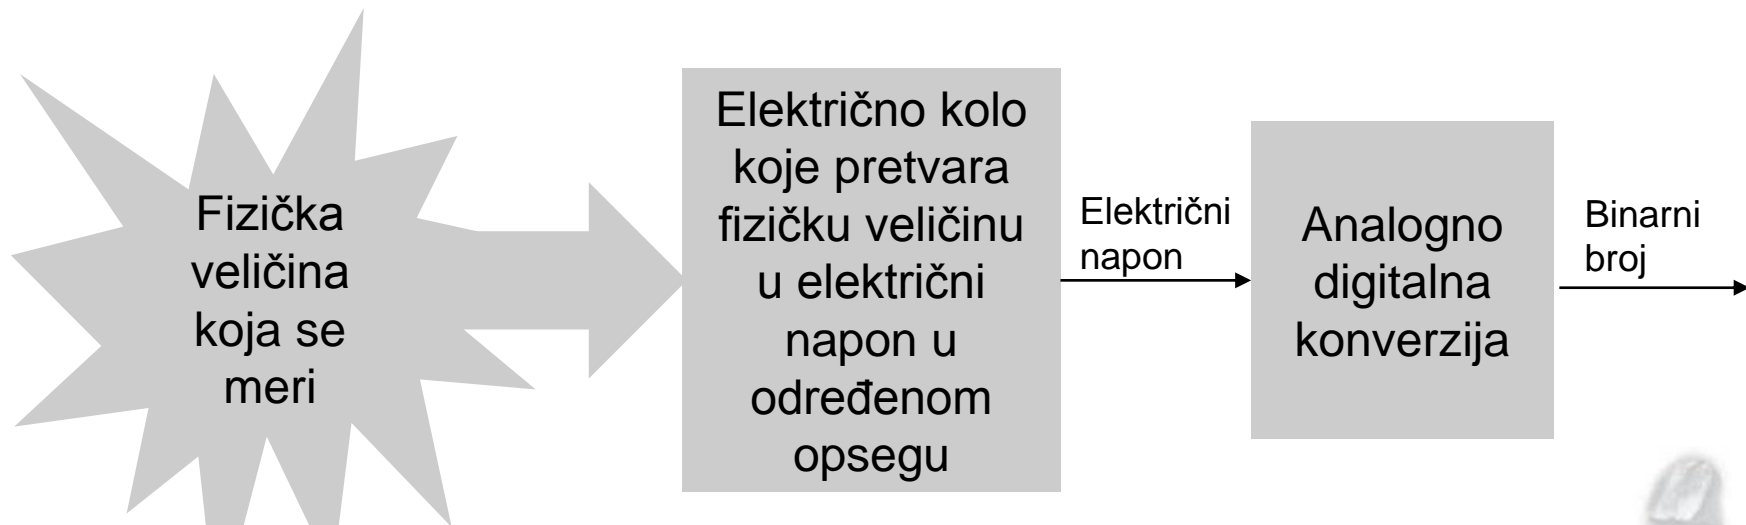 Fizička
veličina
koja se
meri
Električno kolo
koje pretvara
fizičku veličinu
u električni
napon u
određenom
opsegu
Električni
napon
Analogno
digitalna
konverzija
Binarni
broj